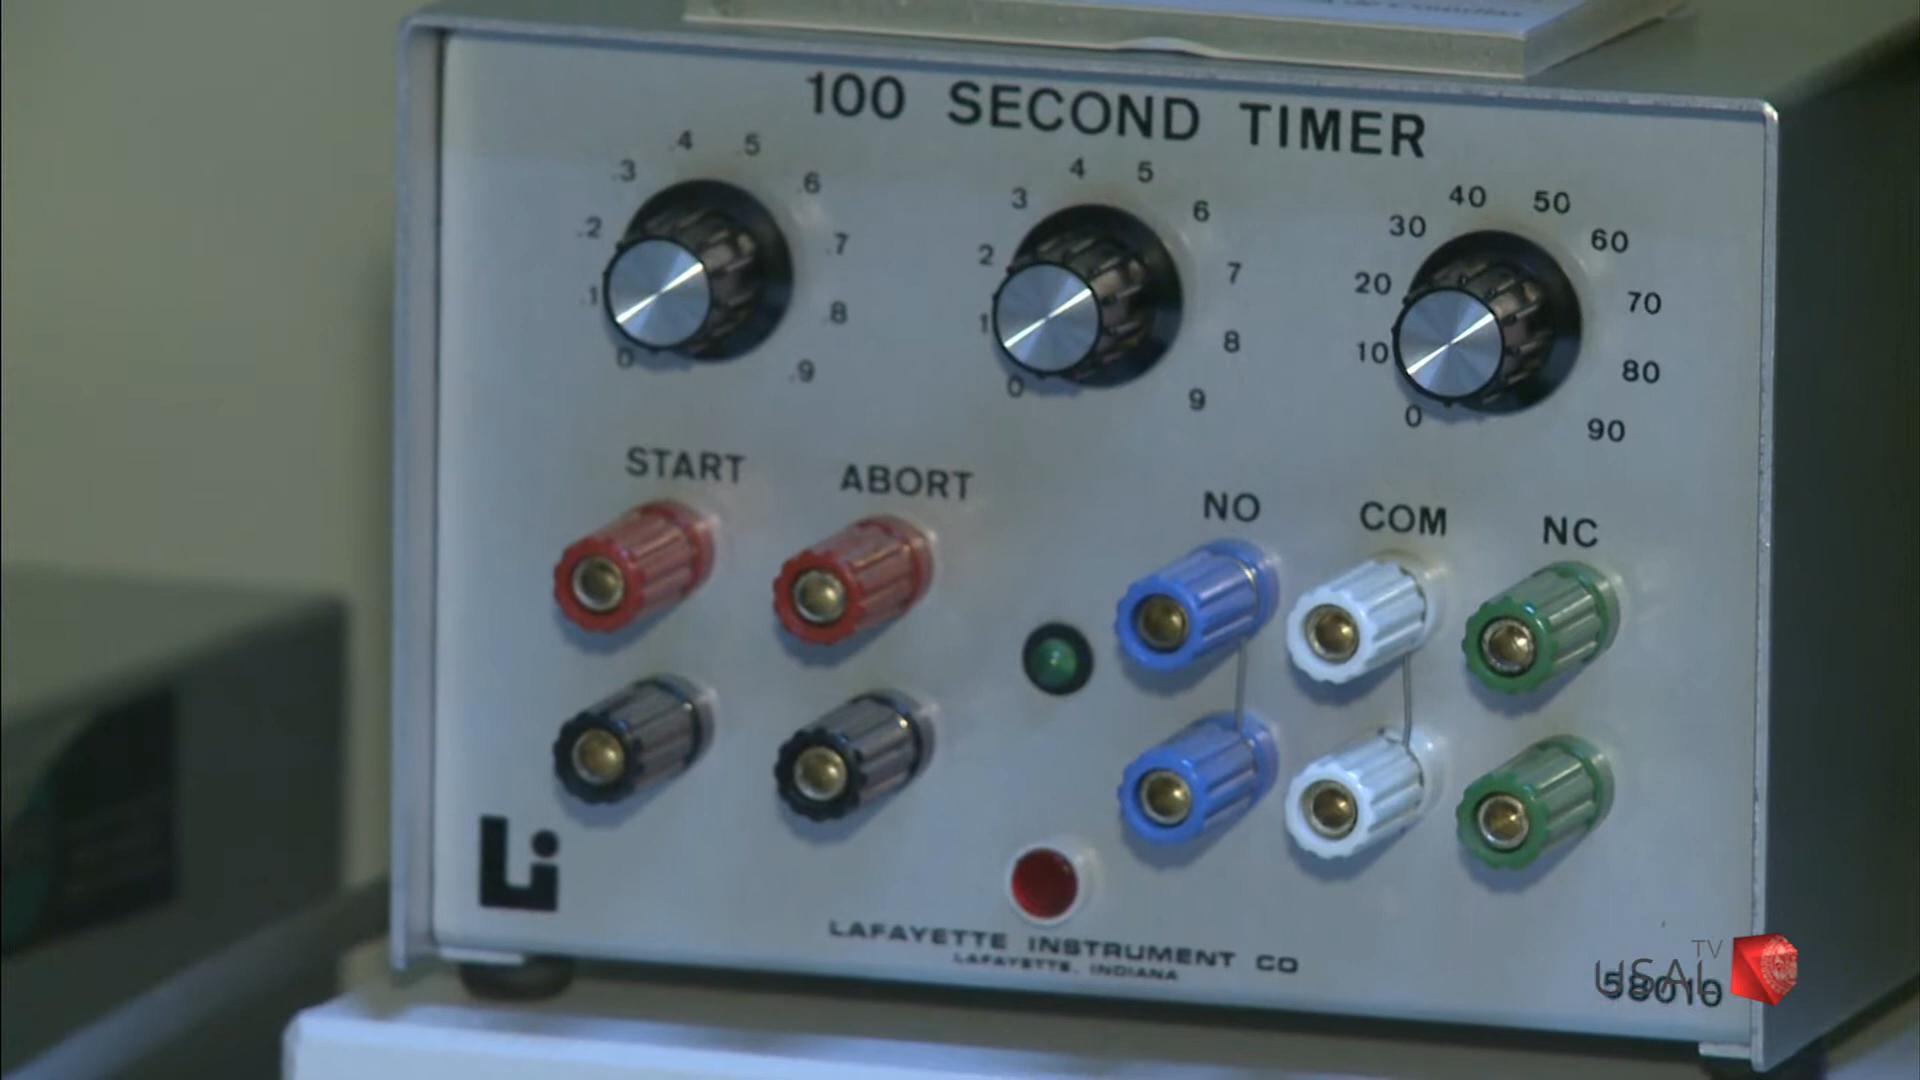 100 SECOND TIMER
.4 .5
.3 .6
.2 .7
.1 .8
0 .9
4 5
3 6
2 7
1 8
0 9
40 50
30 60
20 70
10 80
0 90
START ABORT NO COM NC
Li
LAFAYETTE INSTRUMENT CO
LAFAYETTE, INDIANA
58010
TV
USAL